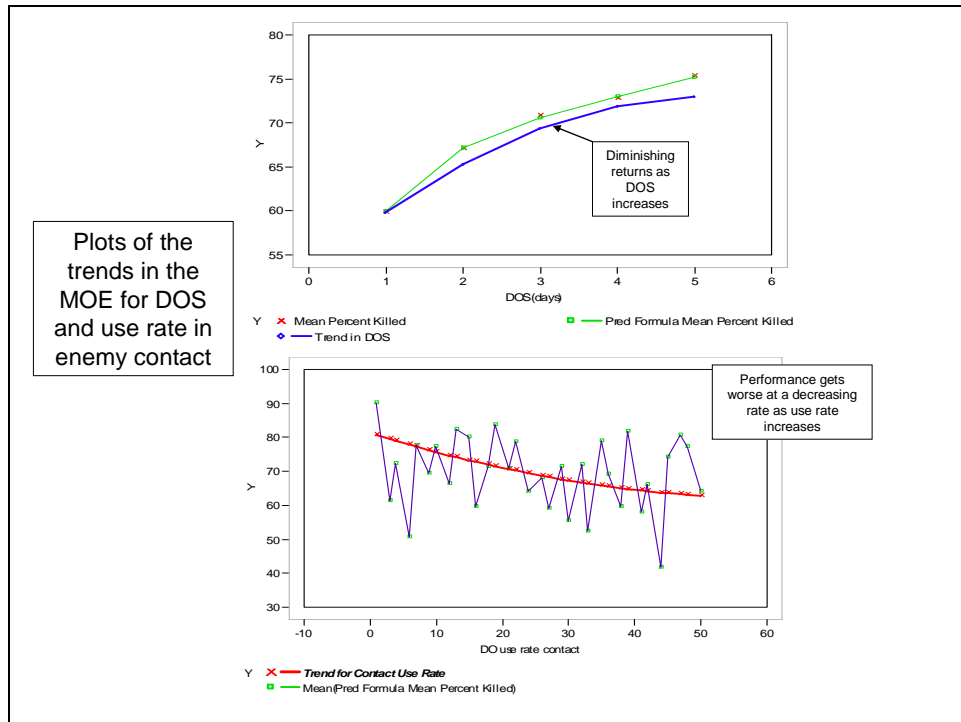 Plots of the
trends in the
MOE for DOS
and use rate in
enemy contact
80
75
70
65
60
55
Y
0 1 2 3 4 5 6
DOS(days)
Diminishing
returns as
DOS
increases
Y Mean Percent Killed Pred Formula Mean Percent Killed
Trend in DOS
100
90
80
70
60
50
40
30
Y
-10 0 10 20 30 40 50 60
DO use rate contact
Performance gets
worse at a decreasing
rate as use rate
increases
Y Trend for Contact Use Rate
Mean(Pred Formula Mean Percent Killed)